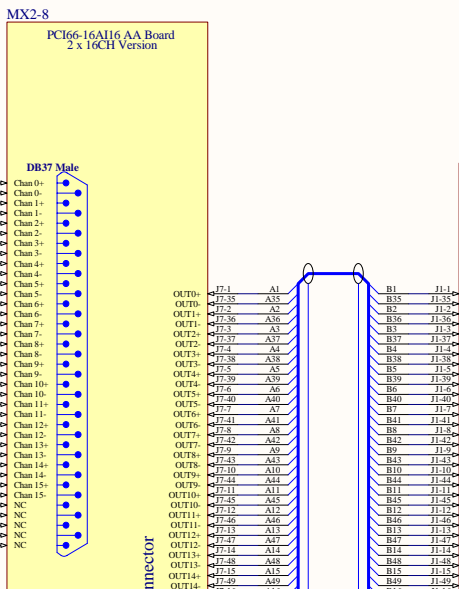 MX2-8
PCI66-16AI16 AA Board
2 x 16CH Version
DB37 Male
Chan 0+
Chan 0-
Chan 1+
Chan 1-
Chan 2+
Chan 2-
Chan 3+
Chan 3-
Chan 4+
Chan 4-
Chan 5+
Chan 5-
Chan 6+
Chan 6-
Chan 7+
Chan 7-
Chan 8+
Chan 8-
Chan 9+
Chan 9-
Chan 10+
Chan 10-
Chan 11+
Chan 11-
Chan 12+
Chan 12-
Chan 13+
Chan 13-
Chan 14+
Chan 14-
Chan 15+
Chan 15-
NC
NC
NC
NC
NC
nnector
OUT0+ J7-1 A1 B1 J1-1
OUT0- J7-35 A35 B35 J1-35
OUT1+ J7-2 A2 B2 J1-2
OUT1- J7-36 A36 B36 J1-36
OUT2+ J7-3 A3 B3 J1-3
OUT2- J7-37 A37 B37 J1-37
OUT3+ J7-4 A4 B4 J1-4
OUT3- J7-38 A38 B38 J1-38
OUT4+ J7-5 A5 B5 J1-5
OUT4- J7-39 A39 B39 J1-39
OUT5+ J7-6 A6 B6 J1-6
OUT5- J7-40 A40 B40 J1-40
OUT6+ J7-7 A7 B7 J1-7
OUT6- J7-41 A41 B41 J1-41
OUT7+ J7-8 A8 B8 J1-8
OUT7- J7-42 A42 B42 J1-42
OUT8+ J7-9 A9 B9 J1-9
OUT8- J7-43 A43 B43 J1-43
OUT9+ J7-10 A10 B10 J1-10
OUT9- J7-44 A44 B44 J1-44
OUT10+ J7-11 A11 B11 J1-11
OUT10- J7-45 A45 B45 J1-45
OUT11+ J7-12 A12 B12 J1-12
OUT11- J7-46 A46 B46 J1-46
OUT12+ J7-13 A13 B13 J1-13
OUT12- J7-47 A47 B47 J1-47
OUT13+ J7-14 A14 B14 J1-14
OUT13- J7-48 A48 B48 J1-48
OUT14+ J7-15 A15 B15 J1-15
OUT14- J7-49 A49 B49 J1-49